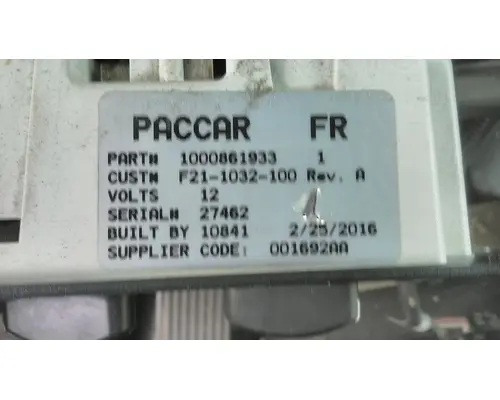 PACCAR FR
PART# 1000861933 1
CUST# F21-1032-100 Rev. A
VOLTS 12
SERIAL# 27462
BUILT BY 10841 2/25/2016
SUPPLIER CODE: 001692AA